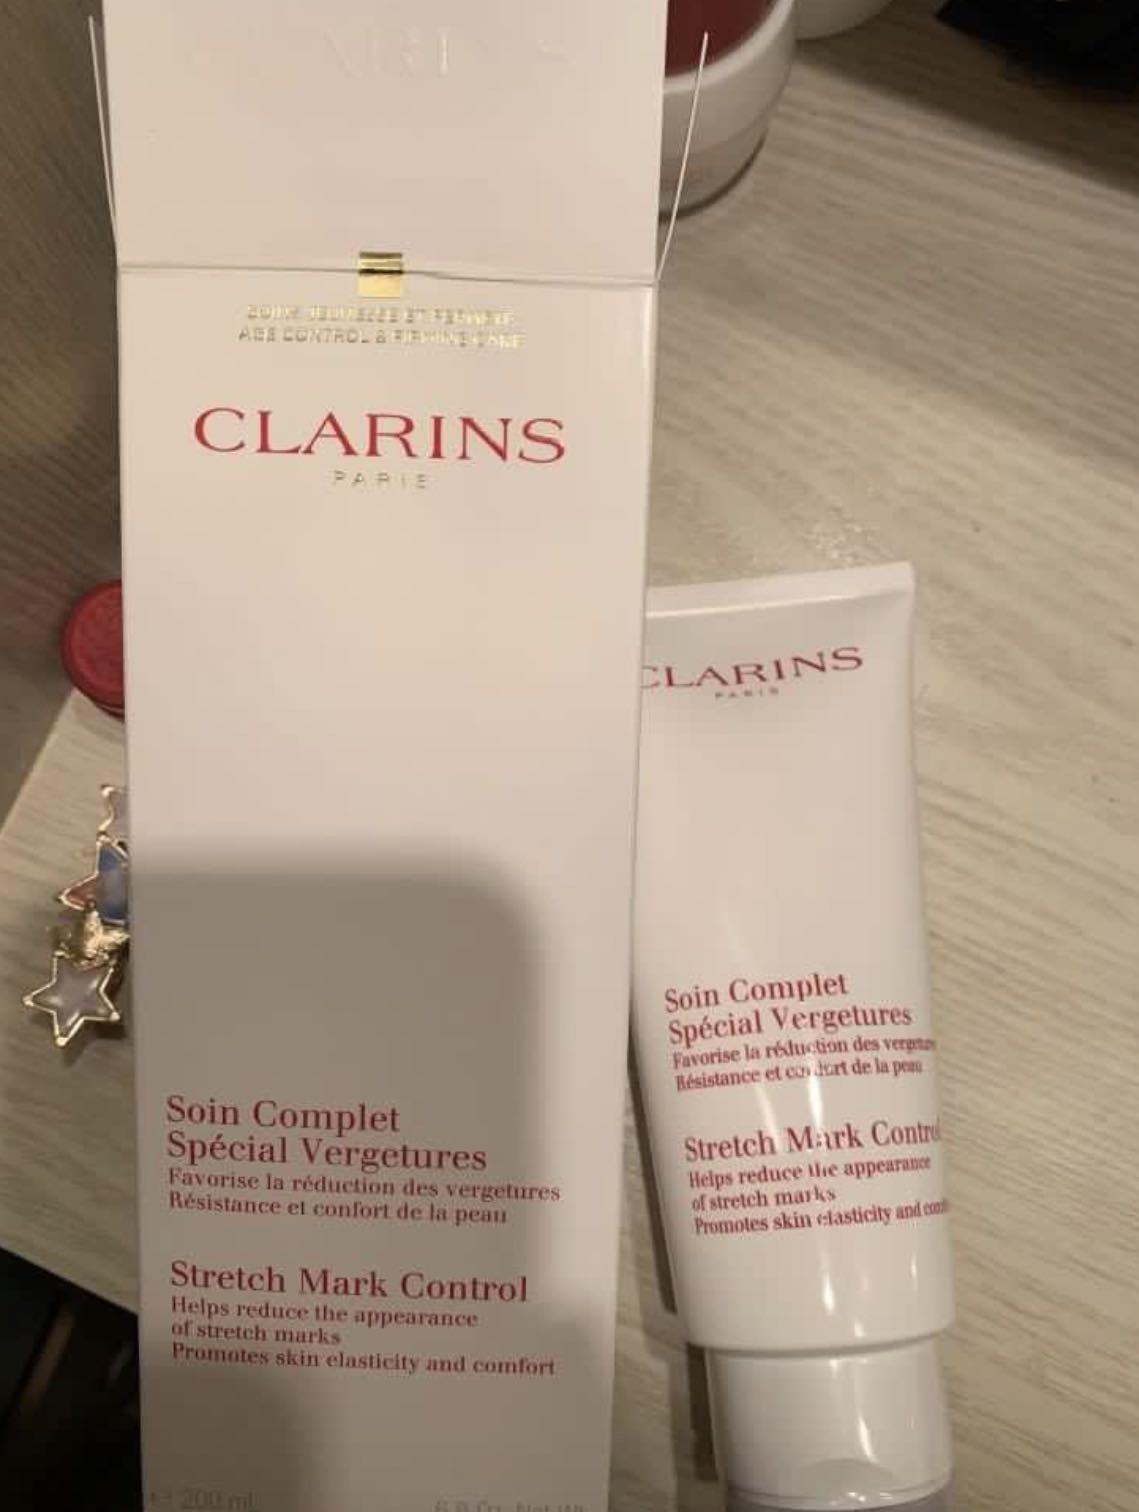 AGE CONTROL & FIRMING CARE
CLARINS
PARIS
Soin Complet
Spécial Vergetures
Favorise la réduction des vergetures
Résistance et confort de la peau
Stretch Mark Control
Helps reduce the appearance
of stretch marks
Promotes skin elasticity and comfort
200 ml
CLARINS
PARIS
Soin Complet
Spécial Vergetures
Favorise la réduction des vergetures
Résistance et confort de la peau
Stretch Mark Control
Helps reduce the appearance
of stretch marks
Promotes skin elasticity and